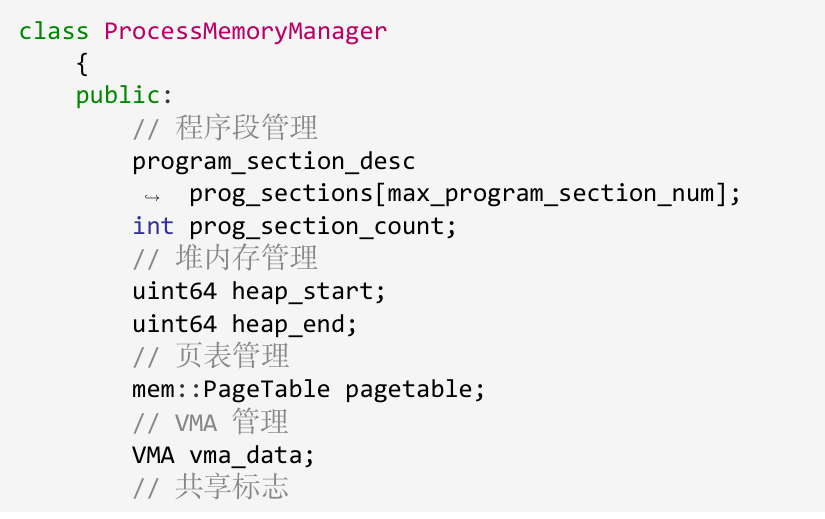 class ProcessMemoryManager
    {
    public:
        // 程序段管理
        program_section_desc
         ↪  prog_sections[max_program_section_num];
        int prog_section_count;
        // 堆内存管理
        uint64 heap_start;
        uint64 heap_end;
        // 页表管理
        mem::PageTable pagetable;
        // VMA 管理
        VMA vma_data;
        // 共享标志